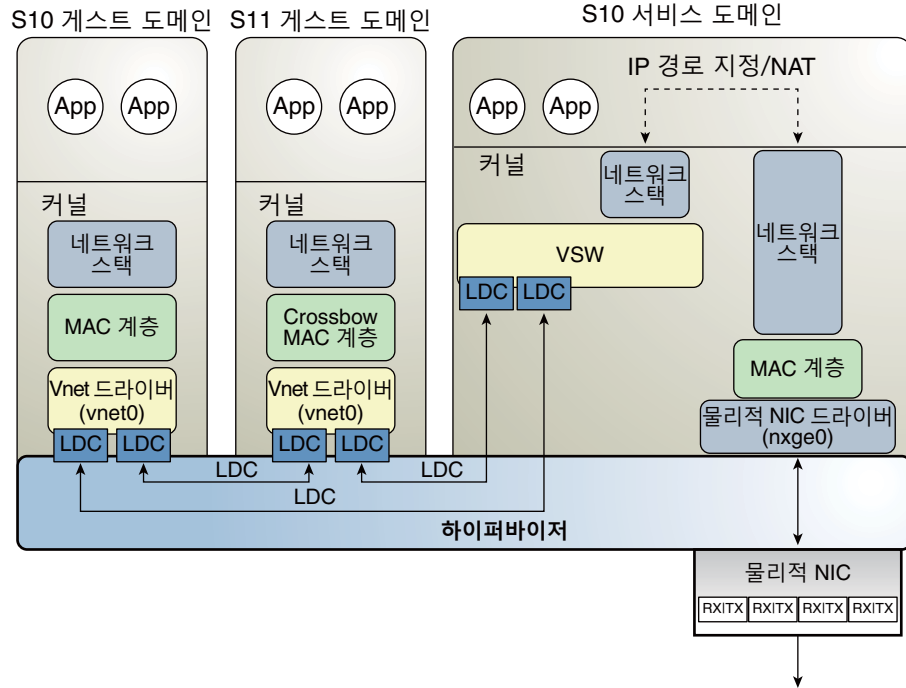 S10 게스트 도메인
S11 게스트 도메인
S10 서비스 도메인
App
App
App
App
App
App
IP 경로 지정/NAT
커널
커널
커널
네트워크
스택
네트워크
스택
네트워크
스택
네트워크
스택
VSW
LDC
LDC
MAC 계층
Crossbow
MAC 계층
MAC 계층
Vnet 드라이버
(vnet0)
Vnet 드라이버
(vnet0)
물리적 NIC 드라이버
(nxge0)
LDC
LDC
LDC
LDC
LDC
LDC
LDC
하이퍼바이저
물리적 NIC
RX|TX
RX|TX
RX|TX
RX|TX